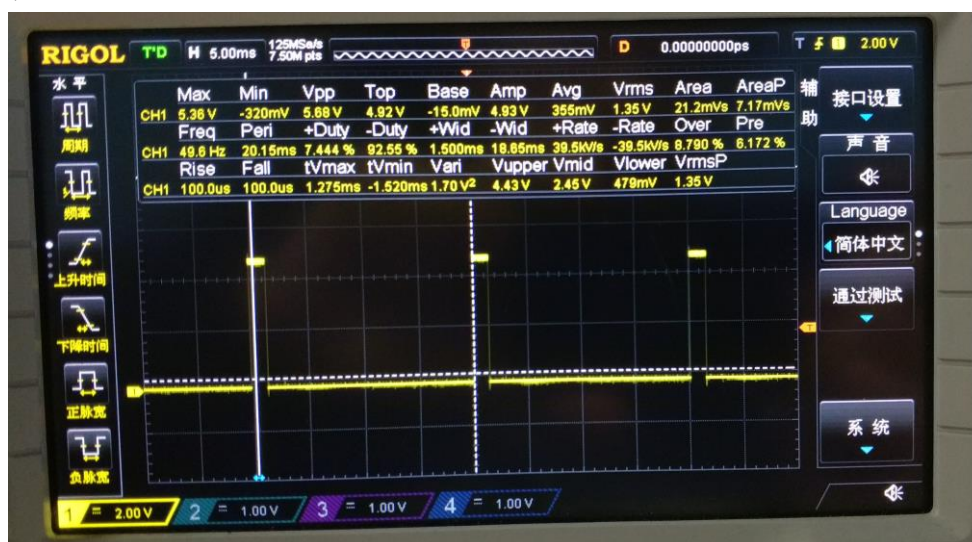 RIGOL T'D H 5.00ms 125MSa/s 7.50M pts D 0.00000000ps T 1 2.00 V
水平
周期
频率
上升时间
下降时间
正脉宽
负脉宽
Max Min Vpp Top Base Amp Avg Vrms Area AreaP
CH1 5.36 V -320mV 5.68 V 4.92 V -15.0mV 4.93 V 355mV 1.35 V 21.2mVs 7.17mVs
Freq Peri +Duty -Duty +Wid -Wid +Rate -Rate Over Pre
CH1 49.6 Hz 20.15ms 7.444 % 92.55 % 1.500ms 18.65ms 39.5kV/s -39.5kV/s 8.790 % 6.172 %
Rise Fall tVmax tVmin Vari Vupper Vmid Vlower VrmsP
CH1 100.0us 100.0us 1.275ms -1.520ms 1.70 V² 4.43 V 2.45 V 479mV 1.35 V
T
辅助
接口设置
声音
Language
简体中文
通过测试
系统
1 = 2.00 V 2 = 1.00 V 3 = 1.00 V 4 = 1.00 V